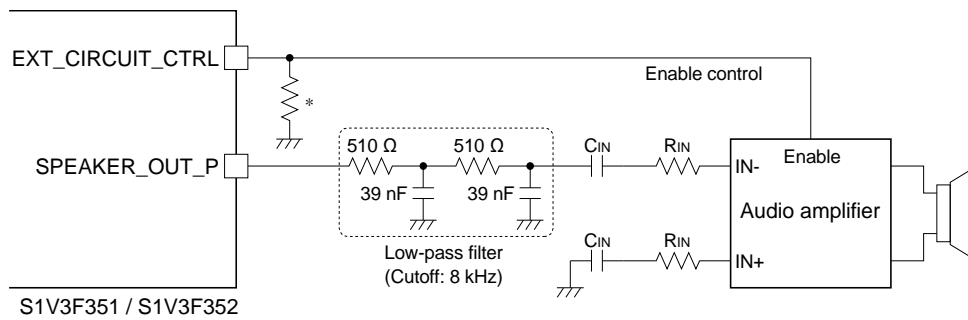 EXT_CIRCUIT_CTRL
Enable control
*
510 Ω 510 Ω
CIN RIN
SPEAKER_OUT_P
IN- Enable
39 nF 39 nF
Audio amplifier
CIN RIN
Low-pass filter
(Cutoff: 8 kHz)
IN+
S1V3F351 / S1V3F352